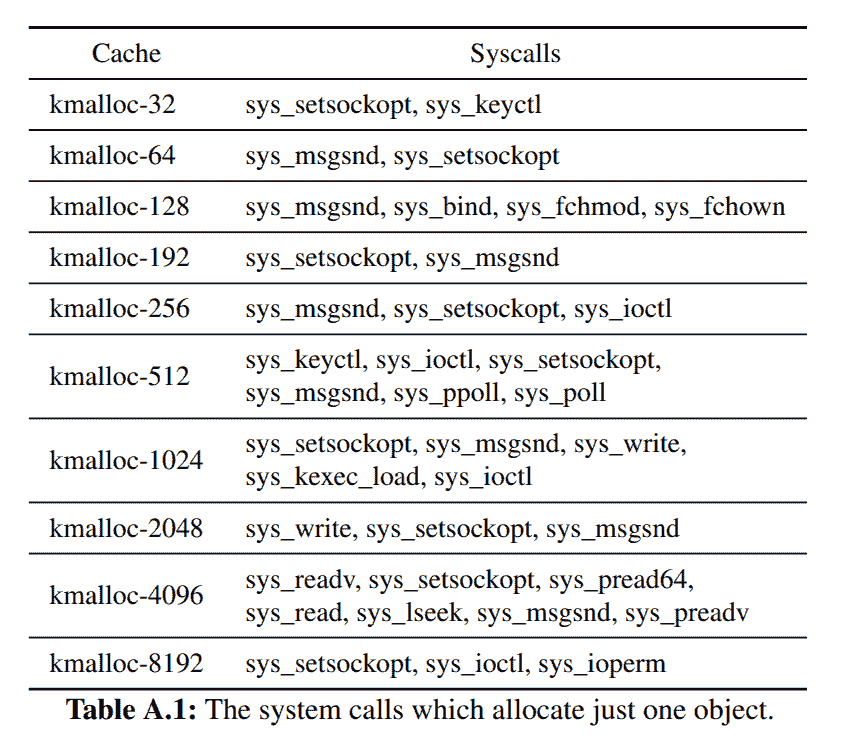 Cache Syscalls
kmalloc-32 sys_setsockopt, sys_keyctl
kmalloc-64 sys_msgsnd, sys_setsockopt
kmalloc-128 sys_msgsnd, sys_bind, sys_fchmod, sys_fchown
kmalloc-192 sys_setsockopt, sys_msgsnd
kmalloc-256 sys_msgsnd, sys_setsockopt, sys_ioctl
kmalloc-512 sys_keyctl, sys_ioctl, sys_setsockopt,
sys_msgsnd, sys_ppoll, sys_poll
kmalloc-1024 sys_setsockopt, sys_msgsnd, sys_write,
sys_kexec_load, sys_ioctl
kmalloc-2048 sys_write, sys_setsockopt, sys_msgsnd
kmalloc-4096 sys_readv, sys_setsockopt, sys_pread64,
sys_read, sys_lseek, sys_msgsnd, sys_preadv
kmalloc-8192 sys_setsockopt, sys_ioctl, sys_ioperm
Table A.1: The system calls which allocate just one object.